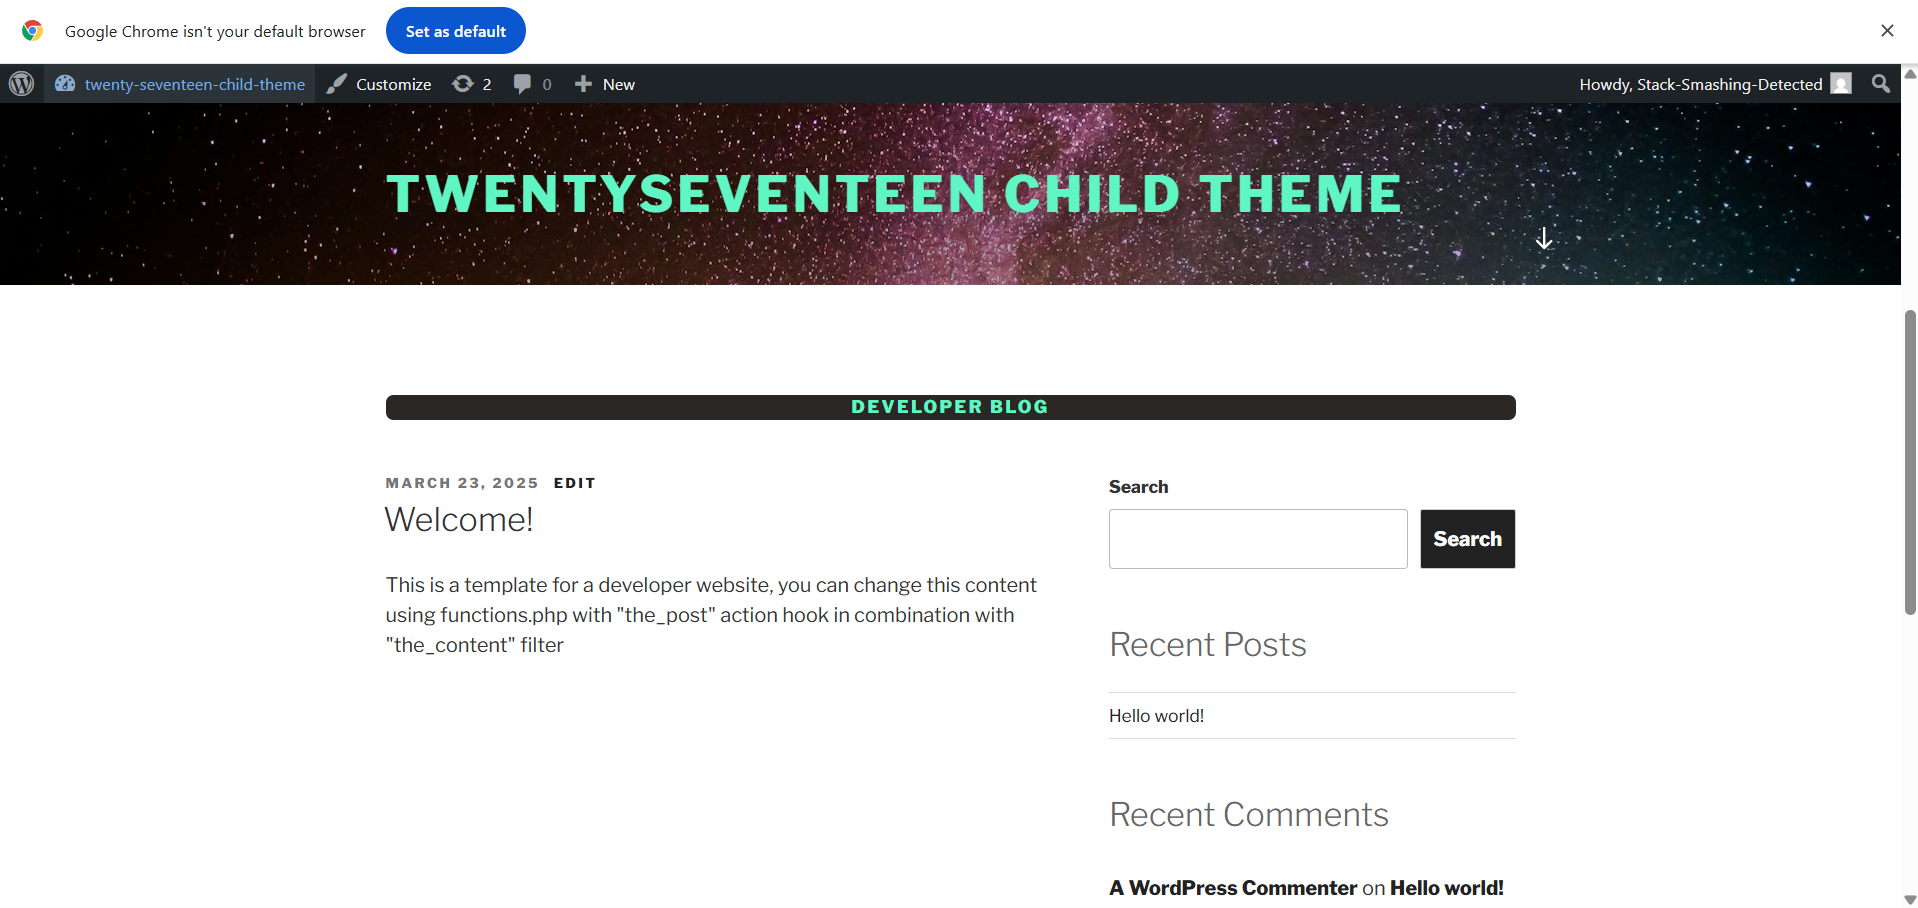 Google Chrome isn't your default browser
Set as default
twenty-seventeen-child-theme
Customize
2
0
New
Howdy, Stack-Smashing-Detected
TWENTYSEVENTEEN CHILD THEME
DEVELOPER BLOG
MARCH 23, 2025 EDIT
Welcome!
This is a template for a developer website, you can change this content
using functions.php with "the_post" action hook in combination with
"the_content" filter
Search
Search
Recent Posts
Hello world!
Recent Comments
A WordPress Commenter on Hello world!